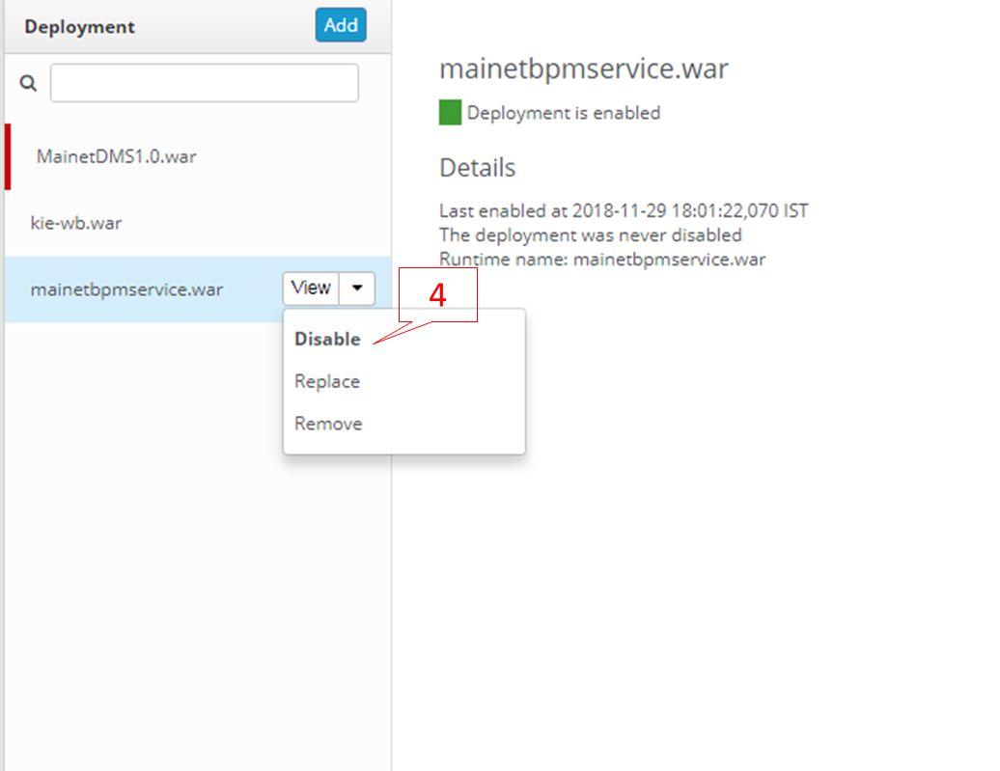 Deployment
Add
MainetDMS1.0.war
kie-wb.war
mainetbpmservice.war
View
Disable
Replace
Remove
4
mainetbpmservice.war
Deployment is enabled
Details
Last enabled at 2018-11-29 18:01:22,070 IST
The deployment was never disabled
Runtime name: mainetbpmservice.war